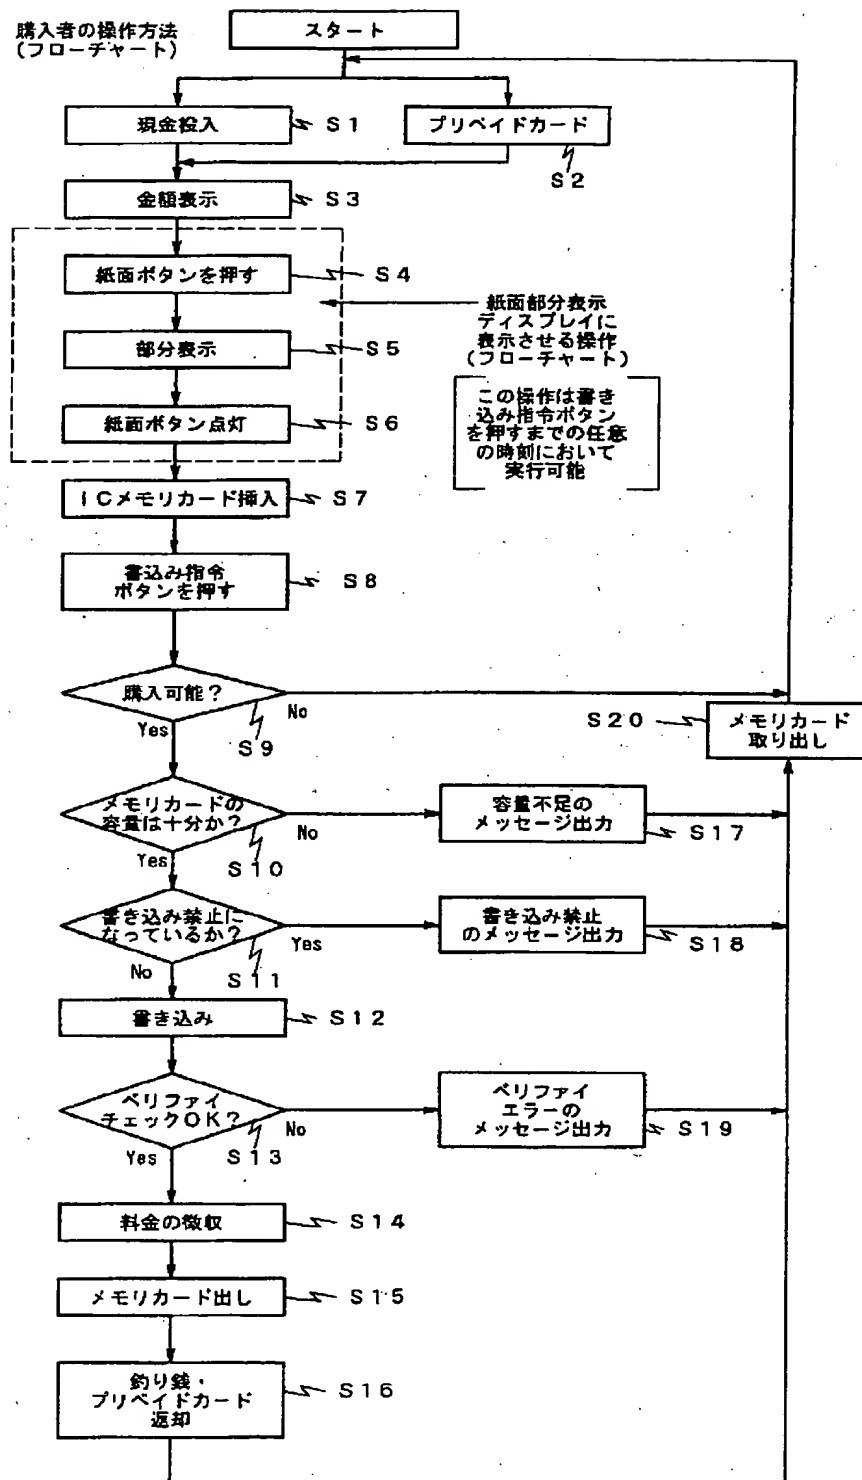 購入者の操作方法
(フローチャート)
スタート
現金投入
S1
プリペイドカード
S2
金額表示
S3
紙面ボタンを押す
S4
部分表示
S5
紙面ボタン点灯
S6
紙面部分表示
ディスプレイに
表示させる操作
(フローチャート)
この操作は書き
込み指令ボタン
を押すまでの任意
の時刻において
実行可能
ICメモリカード挿入
S7
書込み指令
ボタンを押す
S8
購入可能?
No
Yes
S9
S20
メモリカード
取り出し
メモリカードの
容量は十分か?
No
Yes
S10
容量不足の
メッセージ出力
S17
書き込み禁止に
なっているか?
Yes
No
S11
書き込み禁止
のメッセージ出力
S18
書き込み
S12
ベリファイ
チェックOK?
No
Yes
S13
ベリファイ
エラーの
メッセージ出力
S19
料金の徴収
S14
メモリカード出し
S15
釣り銭・
プリペイドカード
返却
S16